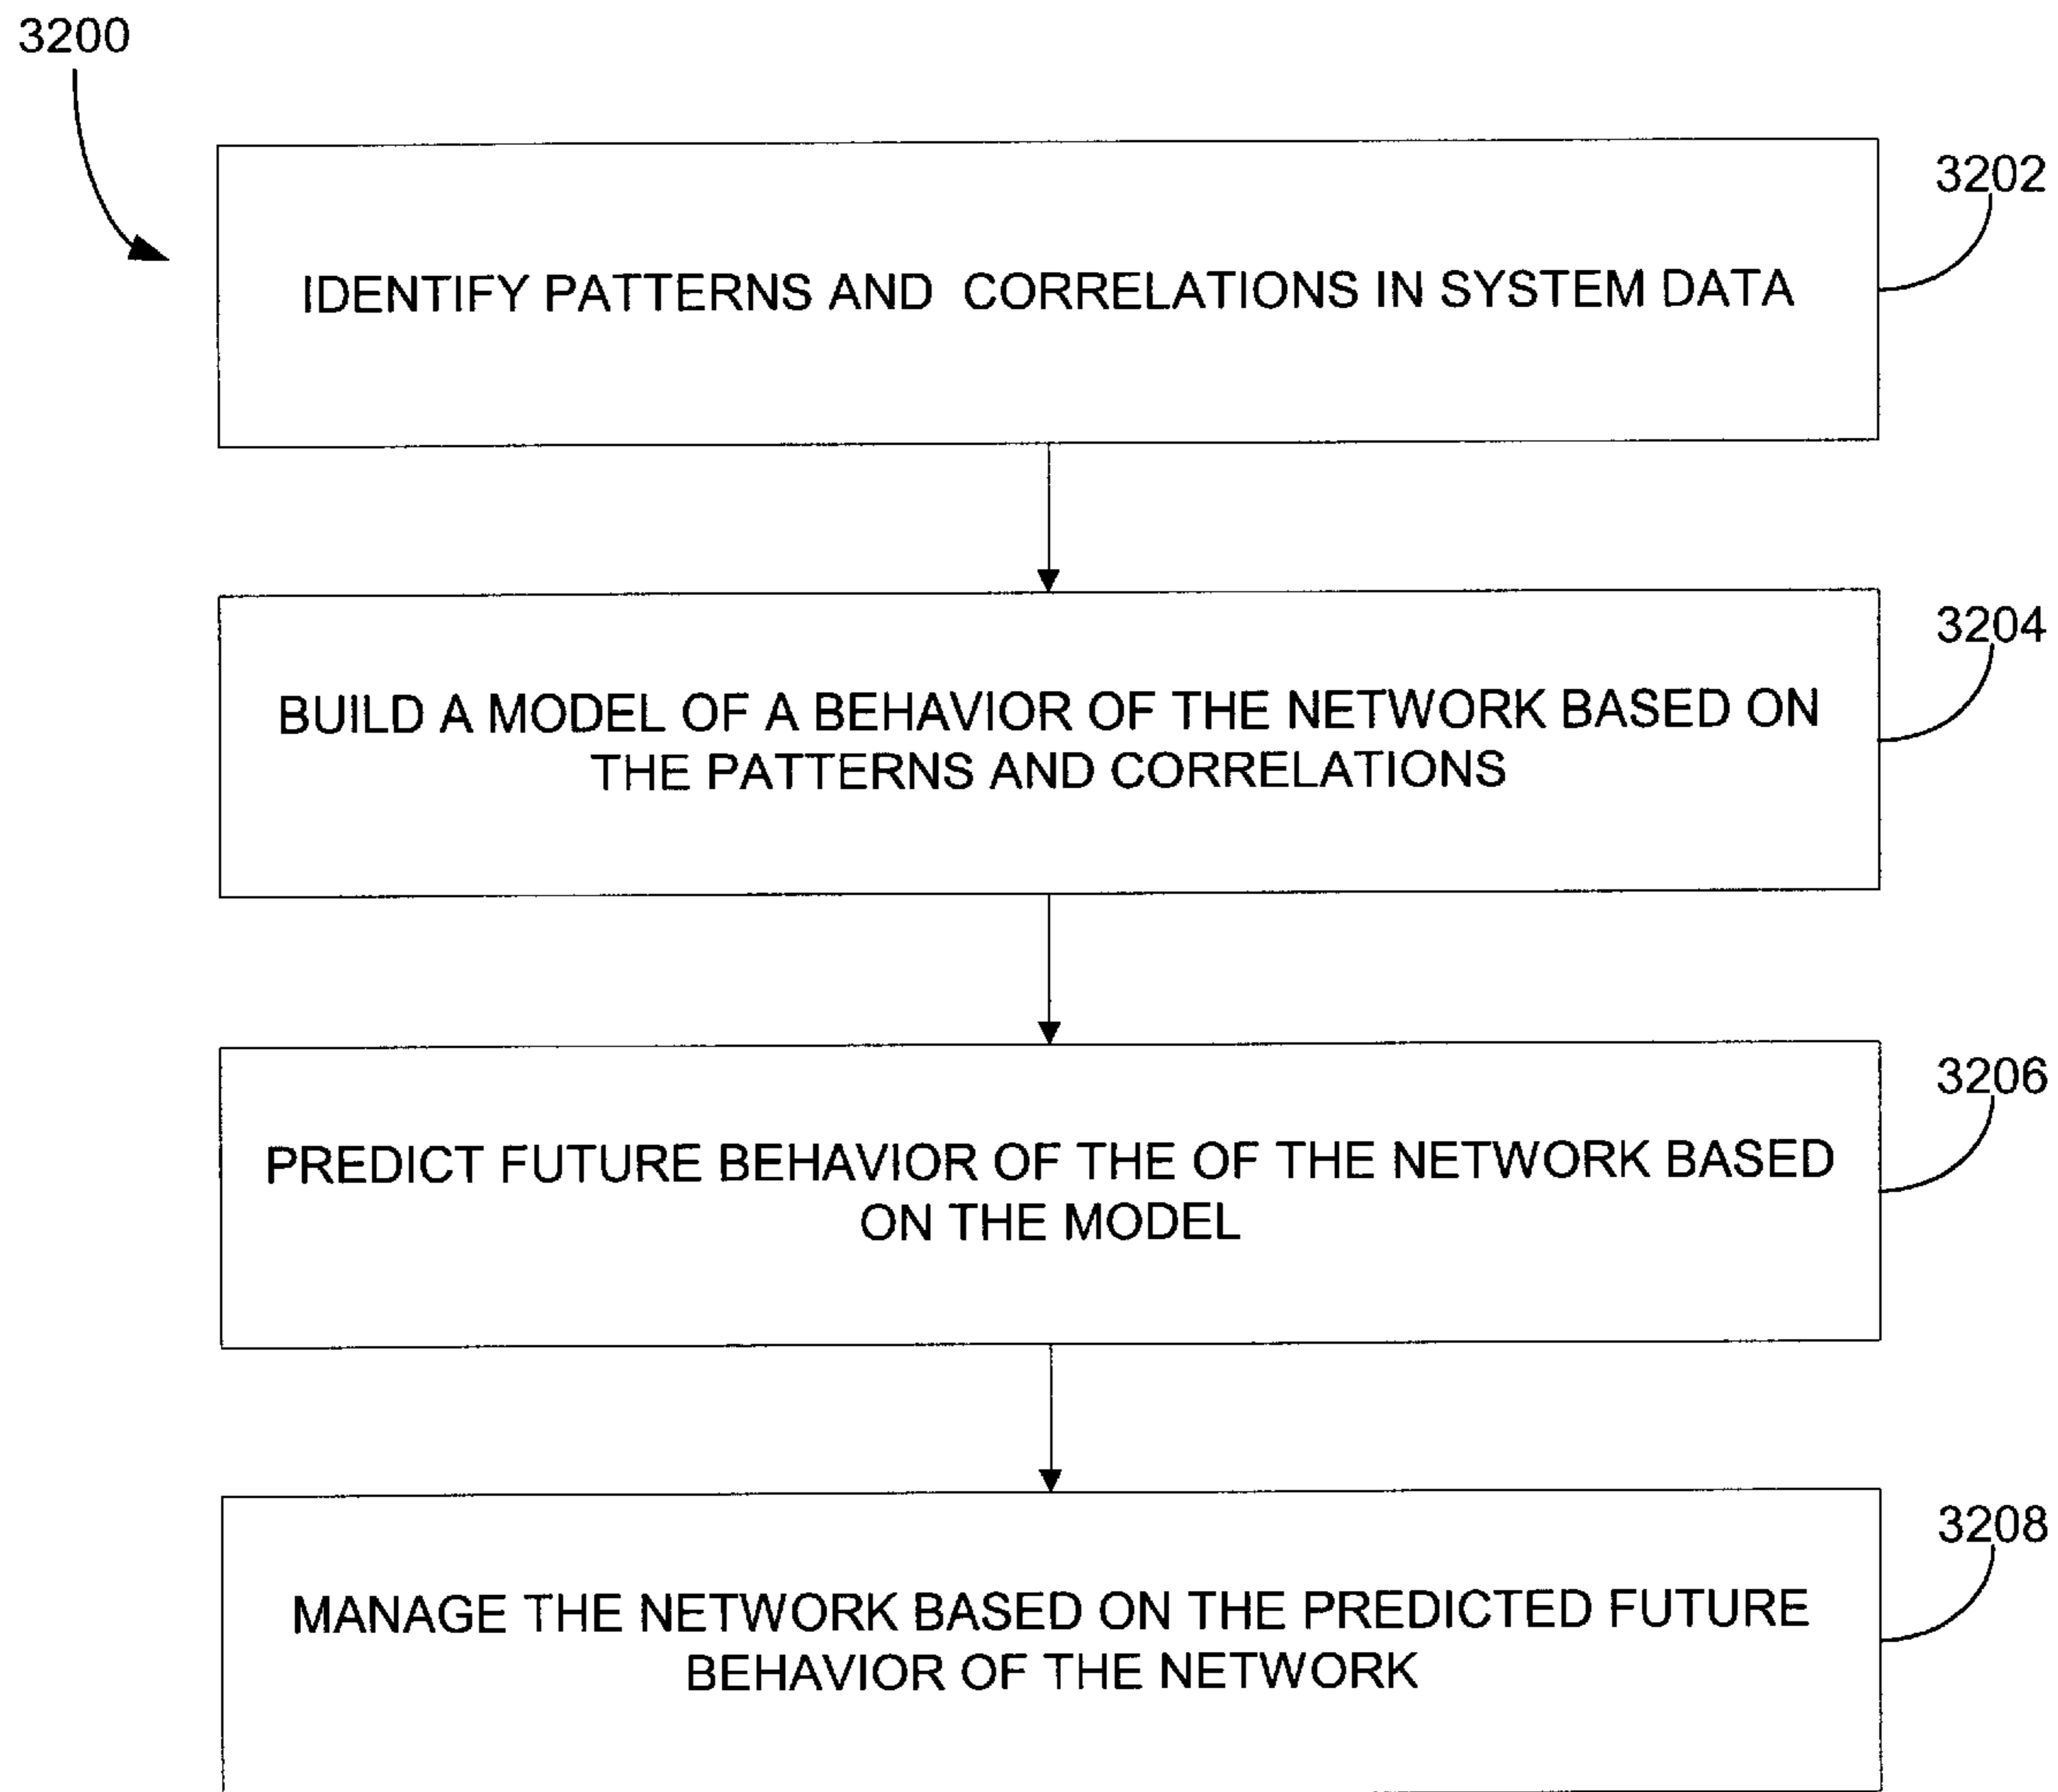 3200
3202
IDENTIFY PATTERNS AND CORRELATIONS IN SYSTEM DATA
3204
BUILD A MODEL OF A BEHAVIOR OF THE NETWORK BASED ON
THE PATTERNS AND CORRELATIONS
3206
PREDICT FUTURE BEHAVIOR OF THE OF THE NETWORK BASED
ON THE MODEL
3208
MANAGE THE NETWORK BASED ON THE PREDICTED FUTURE
BEHAVIOR OF THE NETWORK